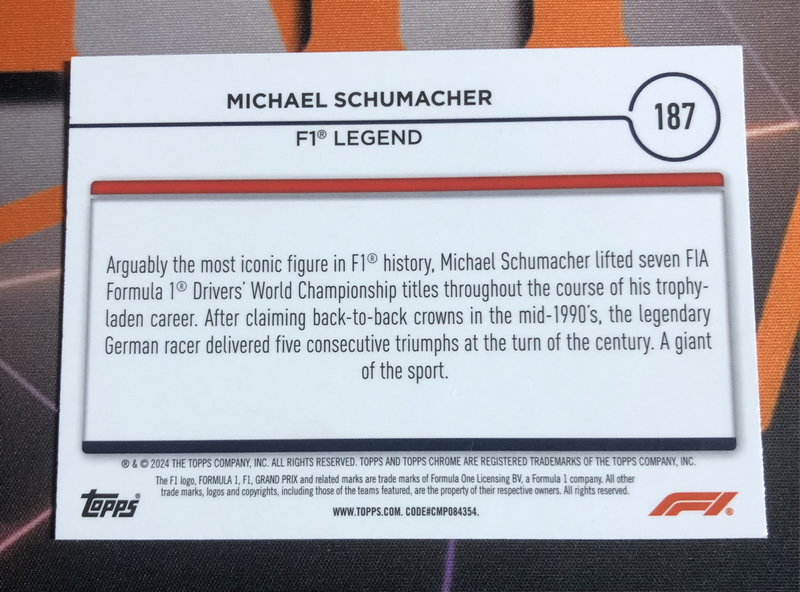 MICHAEL SCHUMACHER
187
F1® LEGEND
Arguably the most iconic figure in F1® history, Michael Schumacher lifted seven FIA
Formula 1® Drivers' World Championship titles throughout the course of his trophy-
laden career. After claiming back-to-back crowns in the mid-1990's, the legendary
German racer delivered five consecutive triumphs at the turn of the century. A giant
of the sport.
® & © 2024 THE TOPPS COMPANY, INC. ALL RIGHTS RESERVED. TOPPS AND TOPPS CHROME ARE REGISTERED TRADEMARKS OF THE TOPPS COMPANY, INC.
The F1 logo, FORMULA 1, F1, GRAND PRIX and related marks are trade marks of Formula One Licensing BV, a Formula 1 company. All other
trade marks, logos and copyrights, including those of the teams featured, are the property of their respective owners. All rights reserved.
Topps®
WWW.TOPPS.COM. CODE#CMP084354.
F1®